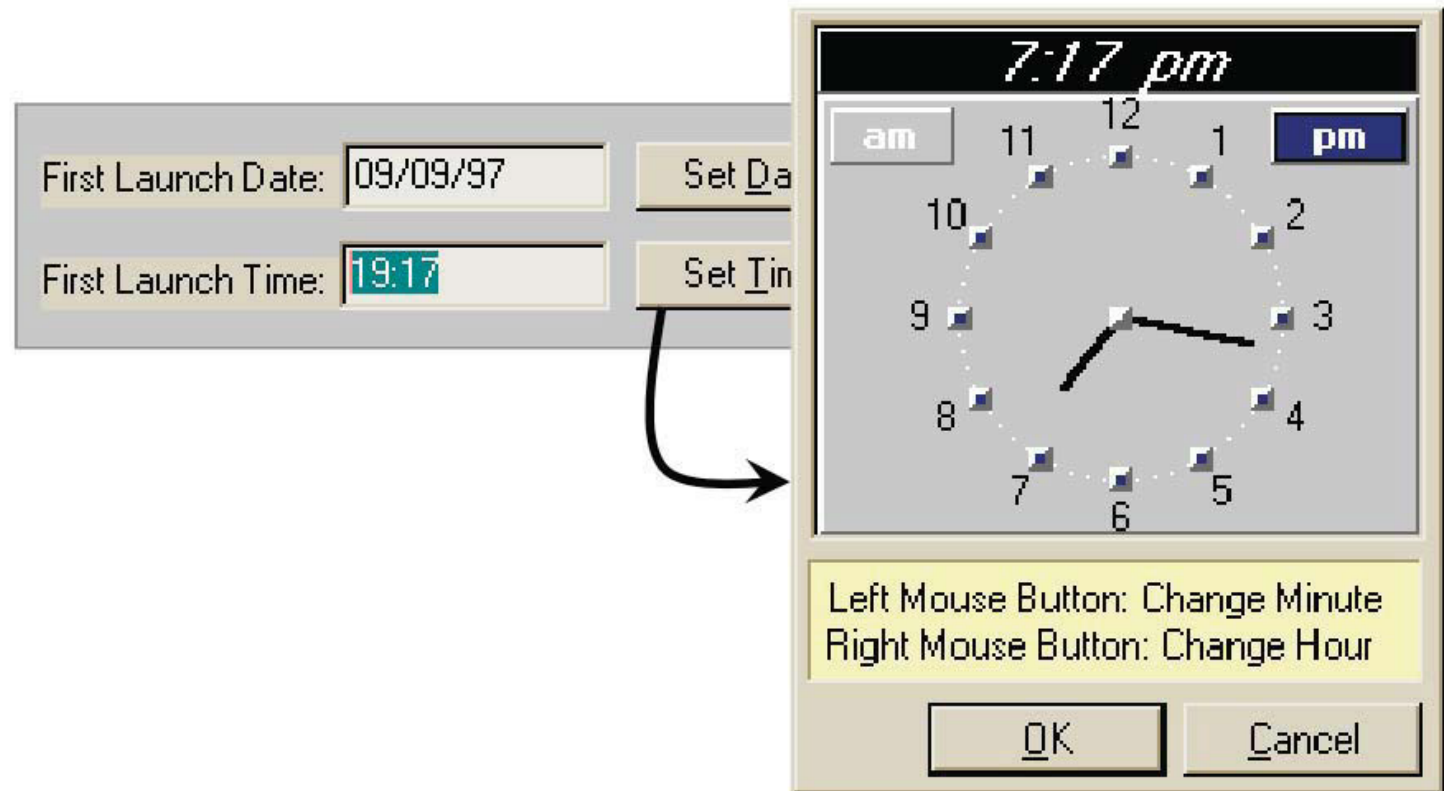 First Launch Date: 09/09/97 Set Da
First Launch Time: 19:17 Set Tin
7:17 pm
am pm
12
11 1
10 2
9 3
8 4
7 5
6
Left Mouse Button: Change Minute
Right Mouse Button: Change Hour
OK Cancel